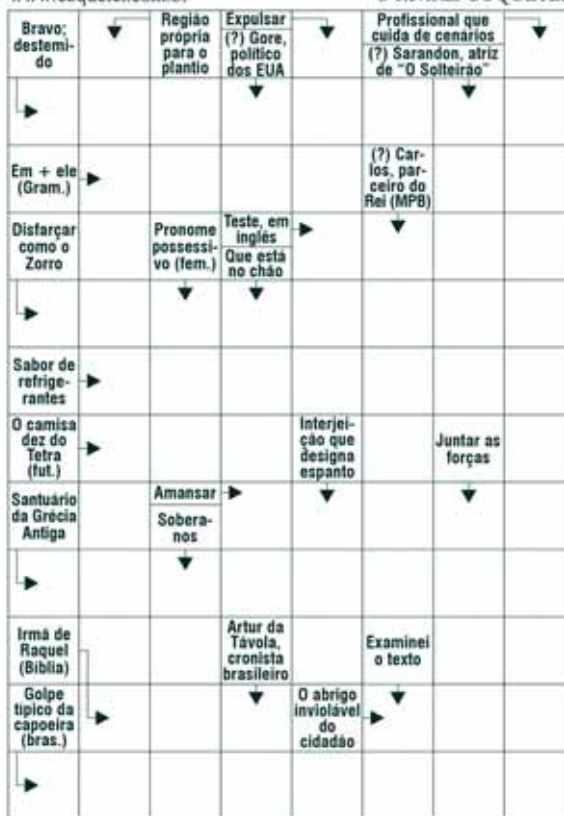 Bravo;
destemi-
do
Região
própria
para o
plantio
Expulsar
(?) Gore,
político
dos EUA
Profissional que
cuida de cenários
(?) Sarandon, atriz
de "O Solteirão"
Em + ele
(Gram.)
(?) Car-
los, par-
ceiro do
Rei (MPB)
Disfarçar
como o
Zorro
Pronome
possessi-
vo (fem.)
Teste, em
inglês
Que está
no chão
Sabor de
refrige-
rantes
O camisa
dez do
Tetra
(fut.)
Interjei-
ção que
designa
espanto
Juntar as
forças
Santuário
da Grécia
Antiga
Amansar
Sobera-
nos
Irmã de
Raquel
(Bíblia)
Artur da
Távola,
cronista
brasileiro
Examinei
o texto
Golpe
típico da
capoeira
(bras.)
O abrigo
inviolável
do
cidadão